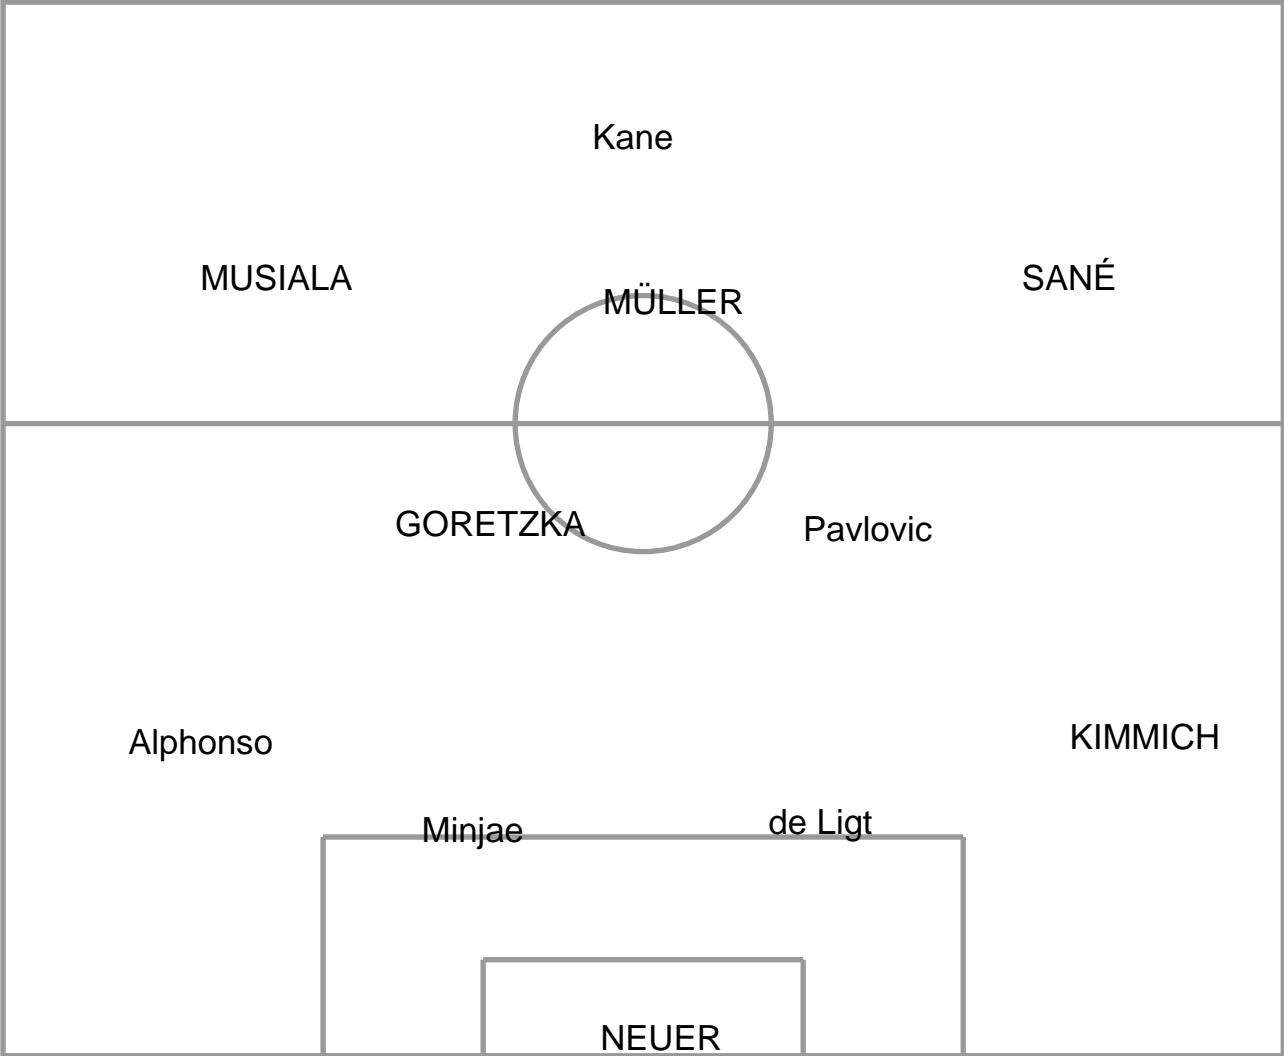 Kane
MUSIALA
MÜLLER
SANÉ
GORETZKA
Pavlovic
Alphonso
KIMMICH
Minjae
de Ligt
NEUER